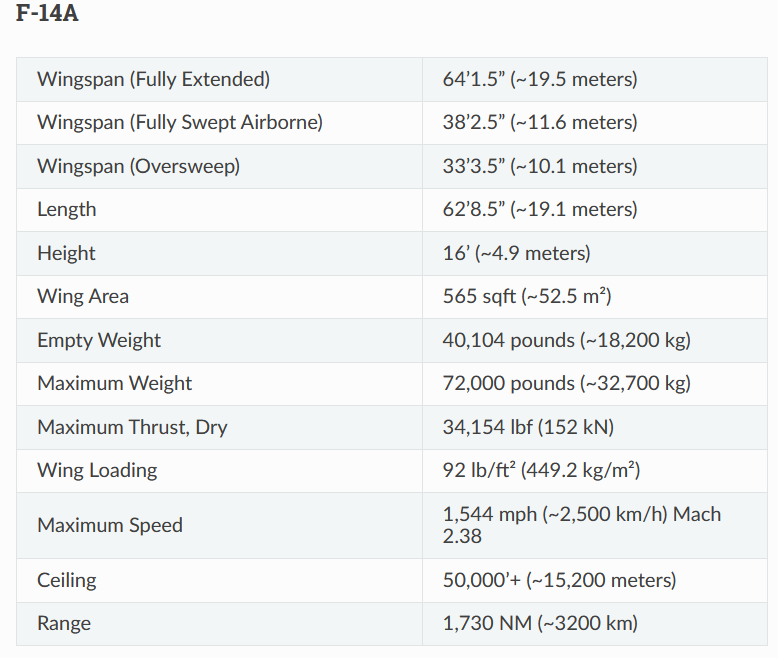 F-14A
Wingspan (Fully Extended) 64’1.5” (~19.5 meters)
Wingspan (Fully Swept Airborne) 38’2.5” (~11.6 meters)
Wingspan (Oversweep) 33’3.5” (~10.1 meters)
Length 62’8.5” (~19.1 meters)
Height 16’ (~4.9 meters)
Wing Area 565 sqft (~52.5 m²)
Empty Weight 40,104 pounds (~18,200 kg)
Maximum Weight 72,000 pounds (~32,700 kg)
Maximum Thrust, Dry 34,154 lbf (152 kN)
Wing Loading 92 lb/ft² (449.2 kg/m²)
Maximum Speed 1,544 mph (~2,500 km/h) Mach
2.38
Ceiling 50,000’+ (~15,200 meters)
Range 1,730 NM (~3200 km)